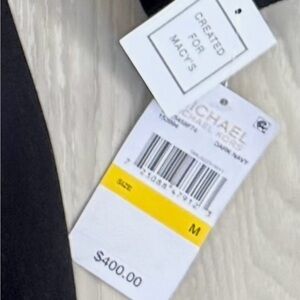 CREATED
FOR
MACY'S
MICHAEL
MICHAEL KORS
DARK NAVY
SIZE
M
$400.00